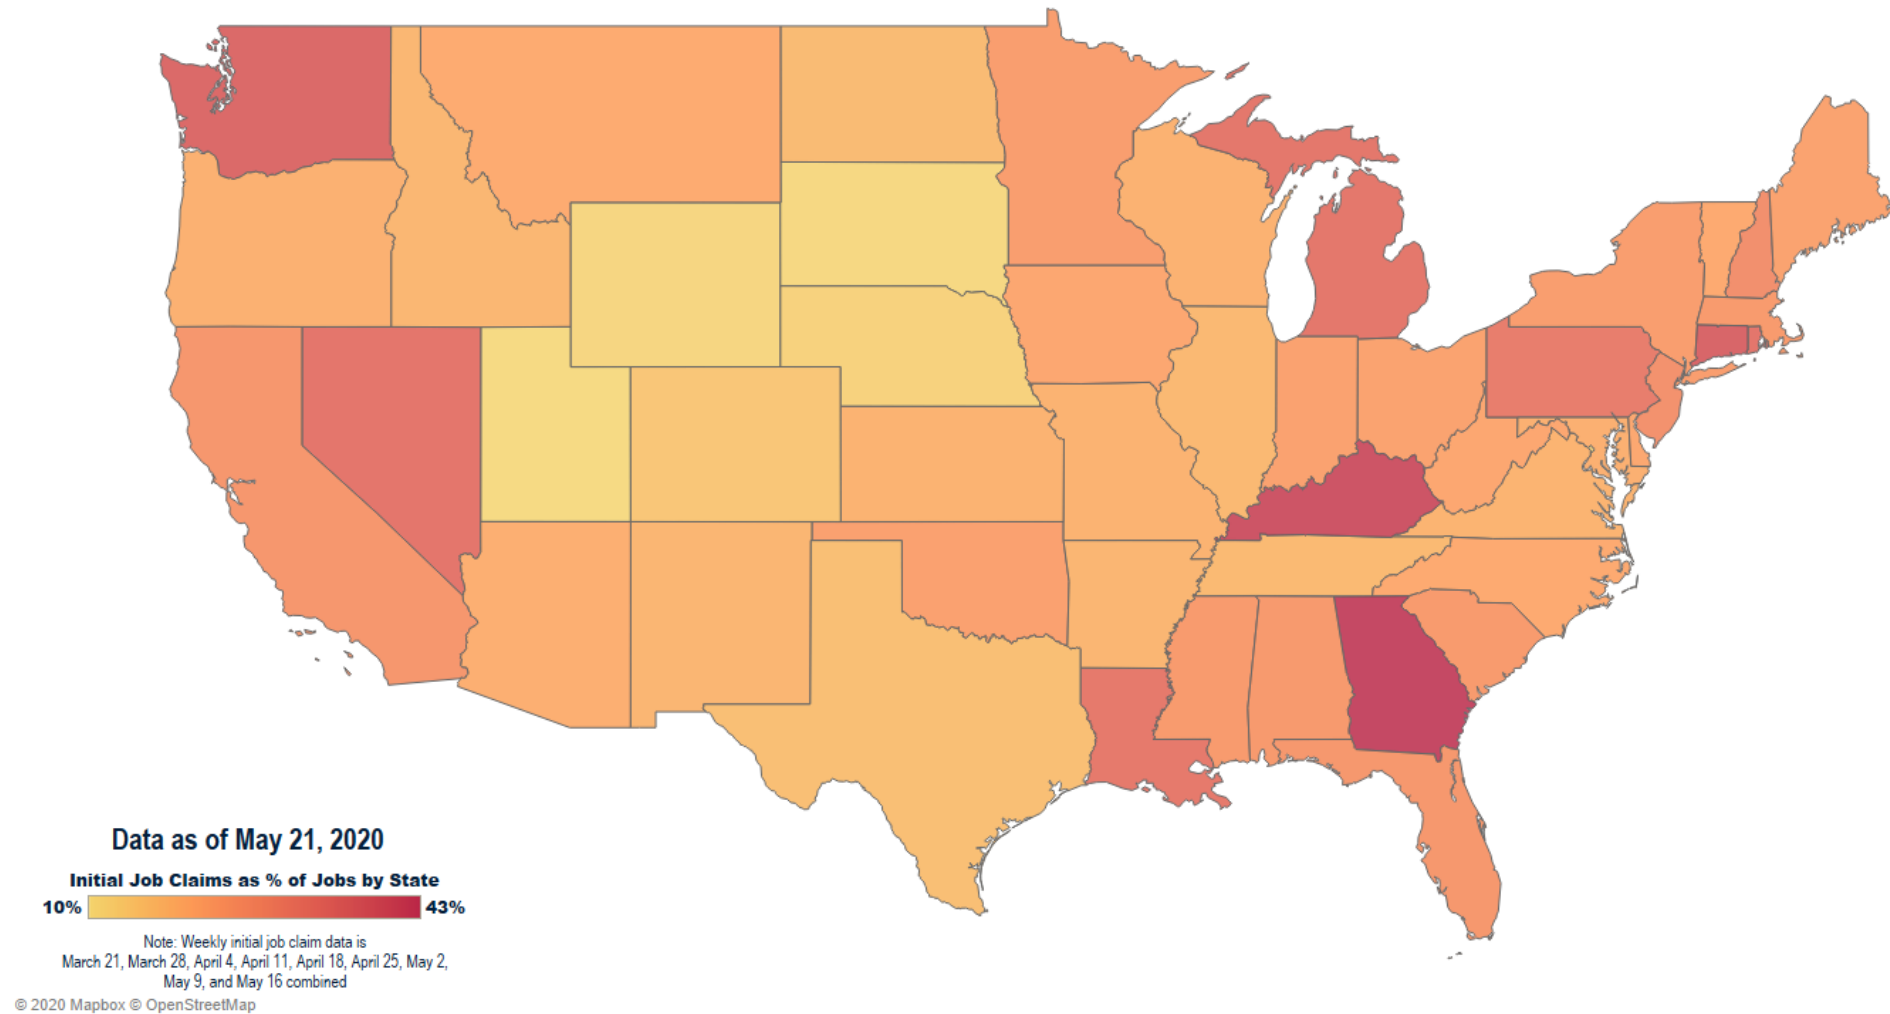 Data as of May 21, 2020
Initial Job Claims as % of Jobs by State
10% 43%
Note: Weekly initial job claim data is
March 21, March 28, April 4, April 11, April 18, April 25, May 2,
May 9, and May 16 combined
© 2020 Mapbox © OpenStreetMap